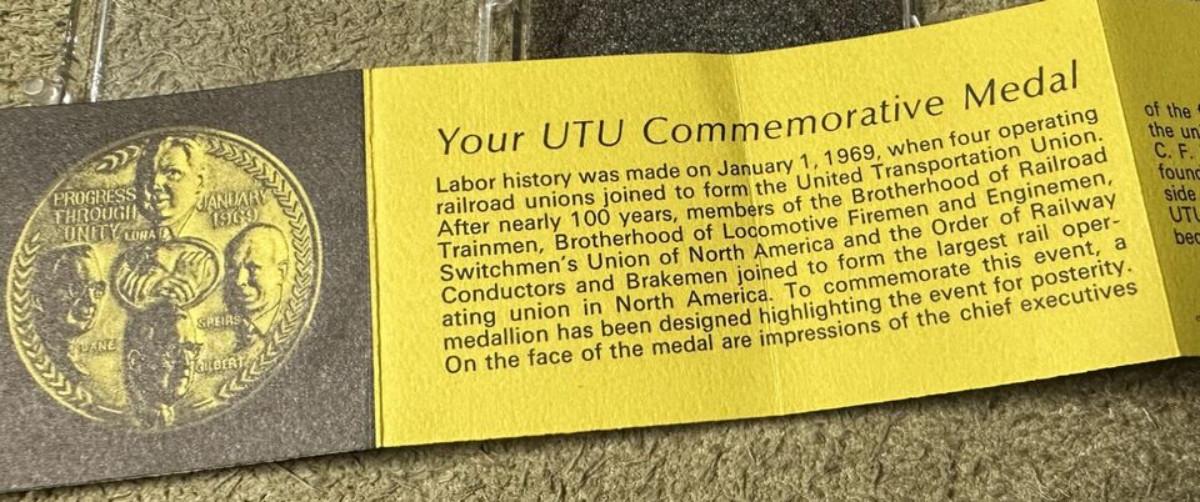 PROGRESS
THROUGH
UNITY
JANUARY
1969
LUHA
SPEIRS
LANE
GILBERT
Your UTU Commemorative Medal
Labor history was made on January 1, 1969, when four operating
railroad unions joined to form the United Transportation Union.
After nearly 100 years, members of the Brotherhood of Railroad
Trainmen, Brotherhood of Locomotive Firemen and Enginemen,
Switchmen's Union of North America and the Order of Railway
Conductors and Brakemen joined to form the largest rail oper-
ating union in North America. To commemorate this event, a
medallion has been designed highlighting the event for posterity.
On the face of the medal are impressions of the chief executives
of the
the un
C. F.
found
side
UTU
bec